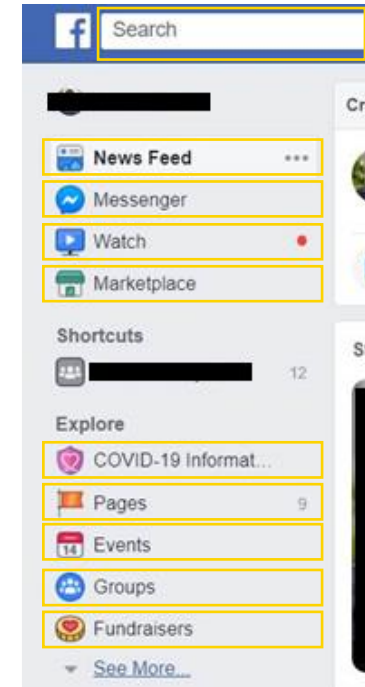 f Search
Cr
News Feed ...
Messenger
Watch
Marketplace
Shortcuts
12
S
Explore
COVID-19 Informat...
Pages 9
14 Events
Groups
Fundraisers
See More...